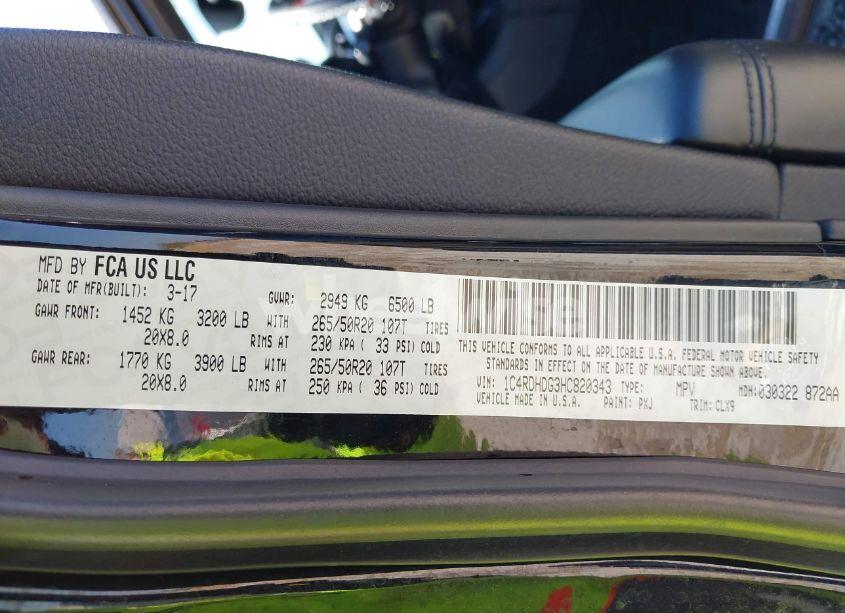 MFD BY FCA US LLC
DATE OF MFR(BUILT): 3-17 GVWR: 2949 KG 6500 LB
GAWR FRONT: 1452 KG 3200 LB WITH 265/50R20 107T TIRES
20X8.0 RIMS AT 230 KPA ( 33 PSI) COLD
GAWR REAR: 1770 KG 3900 LB WITH 265/50R20 107T TIRES
20X8.0 RIMS AT 250 KPA ( 36 PSI) COLD
THIS VEHICLE CONFORMS TO ALL APPLICABLE U.S.A. FEDERAL MOTOR VEHICLE SAFETY
STANDARDS IN EFFECT ON THE DATE OF MANUFACTURE SHOWN ABOVE.
VIN: 1C4RDHDG3HC820343 TYPE: MPV MDH:030322 872AA
VEHICLE MADE IN U.S.A. PAINT: PXJ TRIM: CLX9